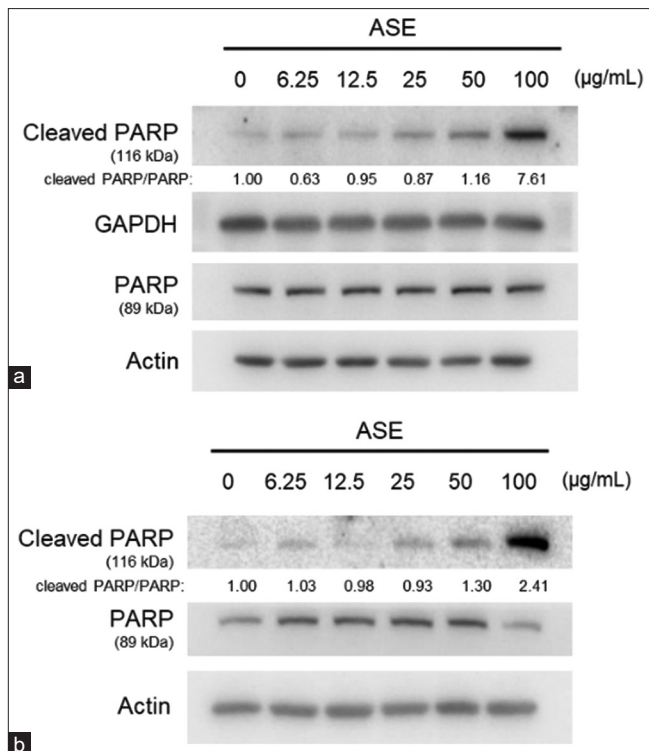 ASE
0 6.25 12.5 25 50 100 (µg/mL)
Cleaved PARP
(116 kDa)
cleaved PARP/PARP: 1.00 0.63 0.95 0.87 1.16 7.61
GAPDH
PARP
(89 kDa)
Actin
a
ASE
0 6.25 12.5 25 50 100 (µg/mL)
Cleaved PARP
(116 kDa)
cleaved PARP/PARP: 1.00 1.03 0.98 0.93 1.30 2.41
PARP
(89 kDa)
Actin
b